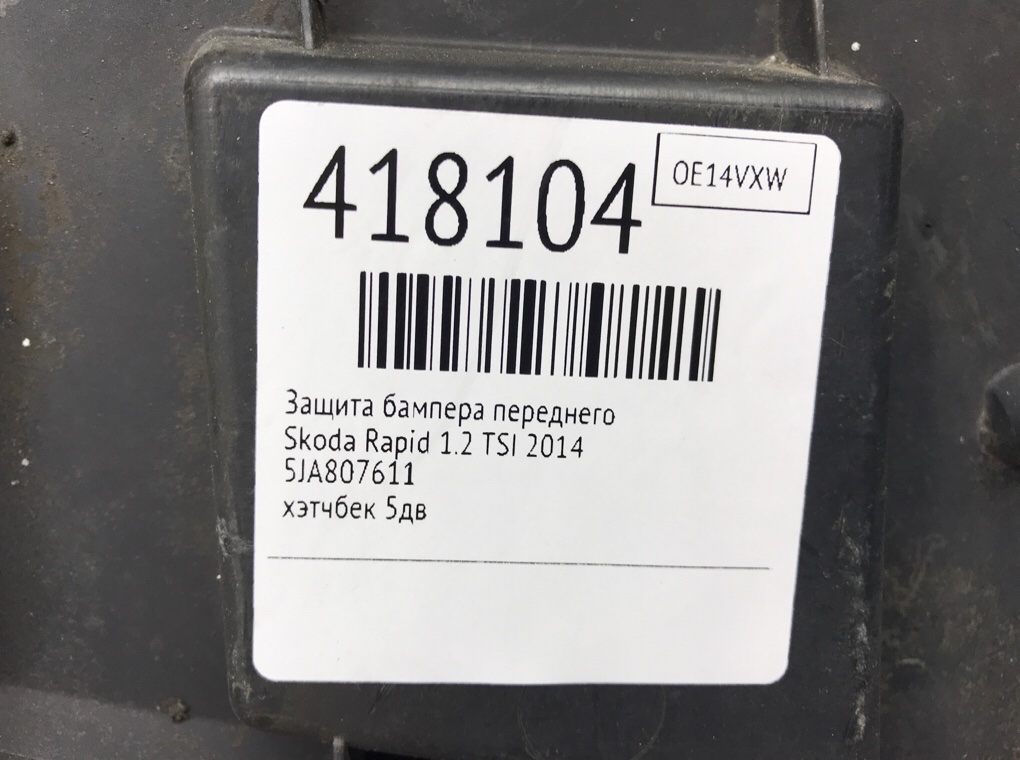 418104
OE14VXW
Защита бампера переднего
Skoda Rapid 1.2 TSI 2014
5JA807611
хэтчбек 5дв